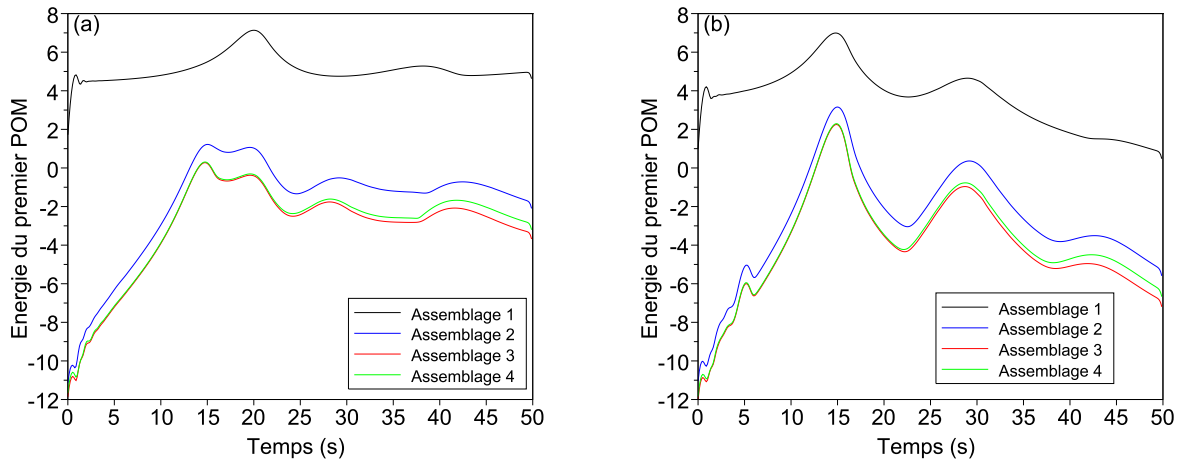 (a)
8
6
4
2
0
-2
-4
-6
-8
-10
-12
Energie du premier POM
0 5 10 15 20 25 30 35 40 45 50
Temps (s)
Assemblage 1
Assemblage 2
Assemblage 3
Assemblage 4
(b)
8
6
4
2
0
-2
-4
-6
-8
-10
-12
Energie du premier POM
0 5 10 15 20 25 30 35 40 45 50
Temps (s)
Assemblage 1
Assemblage 2
Assemblage 3
Assemblage 4